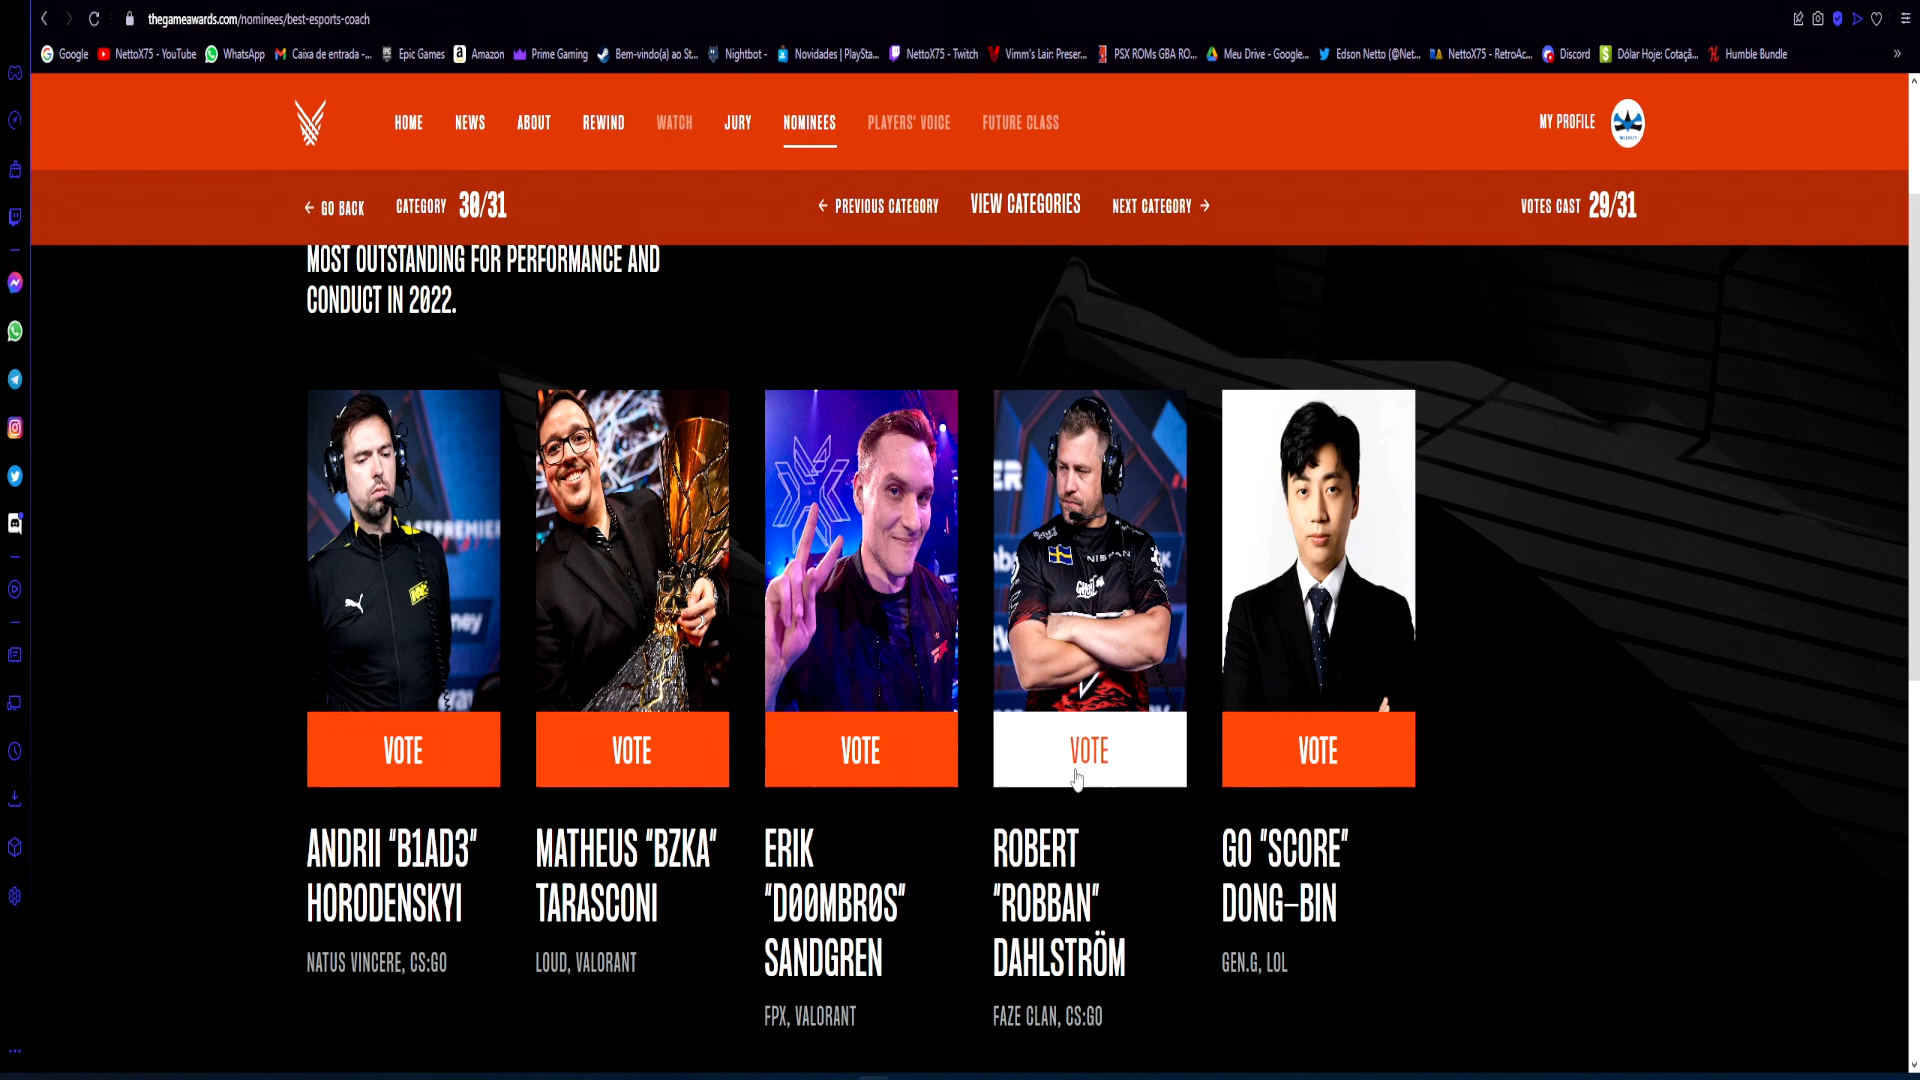 thegameawards.com/nominees/best-esports-coach
Google NettoX75 - YouTube WhatsApp Caixa de entrada -... Epic Games Amazon Prime Gaming Bem-vindo(a) ao St... Nightbot - Novidades | PlaySta... NettoX75 - Twitch Vimm's Lair: Preser... PSX ROMs GBA RO... Meu Drive - Google... Edson Netto (@Net... NettoX75 - RetroAc... Discord Dólar Hoje: Cotaçã... Humble Bundle »
HOME NEWS ABOUT REWIND WATCH JURY NOMINEES PLAYERS' VOICE FUTURE CLASS MY PROFILE
← GO BACK CATEGORY 30/31 ← PREVIOUS CATEGORY VIEW CATEGORIES NEXT CATEGORY → VOTES CAST 29/31
MOST OUTSTANDING FOR PERFORMANCE AND
CONDUCT IN 2022.
NISSAN
VOTE VOTE VOTE VOTE VOTE
ANDRII "B1AD3"
HORODENSKYI
NATUS VINCERE, CS:GO
MATHEUS "BZKA"
TARASCONI
LOUD, VALORANT
ERIK
"D00MBR0S"
SANDGREN
FPX, VALORANT
ROBERT
"ROBBAN"
DAHLSTRÖM
FAZE CLAN, CS:GO
GO "SCORE"
DONG-BIN
GEN.G, LOL